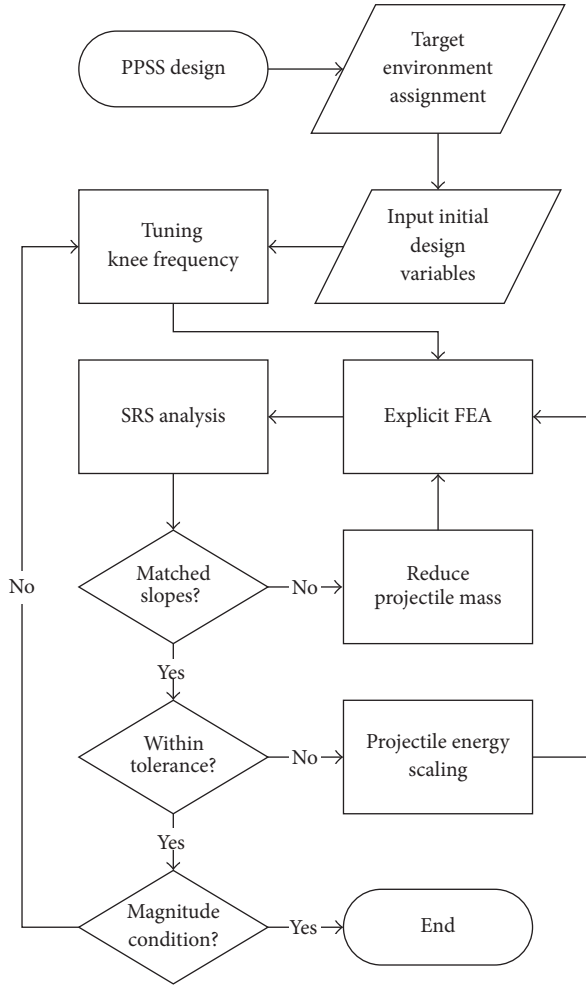 PPSS design
Target
environment
assignment
Tuning
knee frequency
Input initial
design
variables
SRS analysis
Explicit FEA
No
Matched
slopes?
No
Reduce
projectile mass
Yes
Within
tolerance?
No
Projectile energy
scaling
Yes
Magnitude
condition?
Yes
End